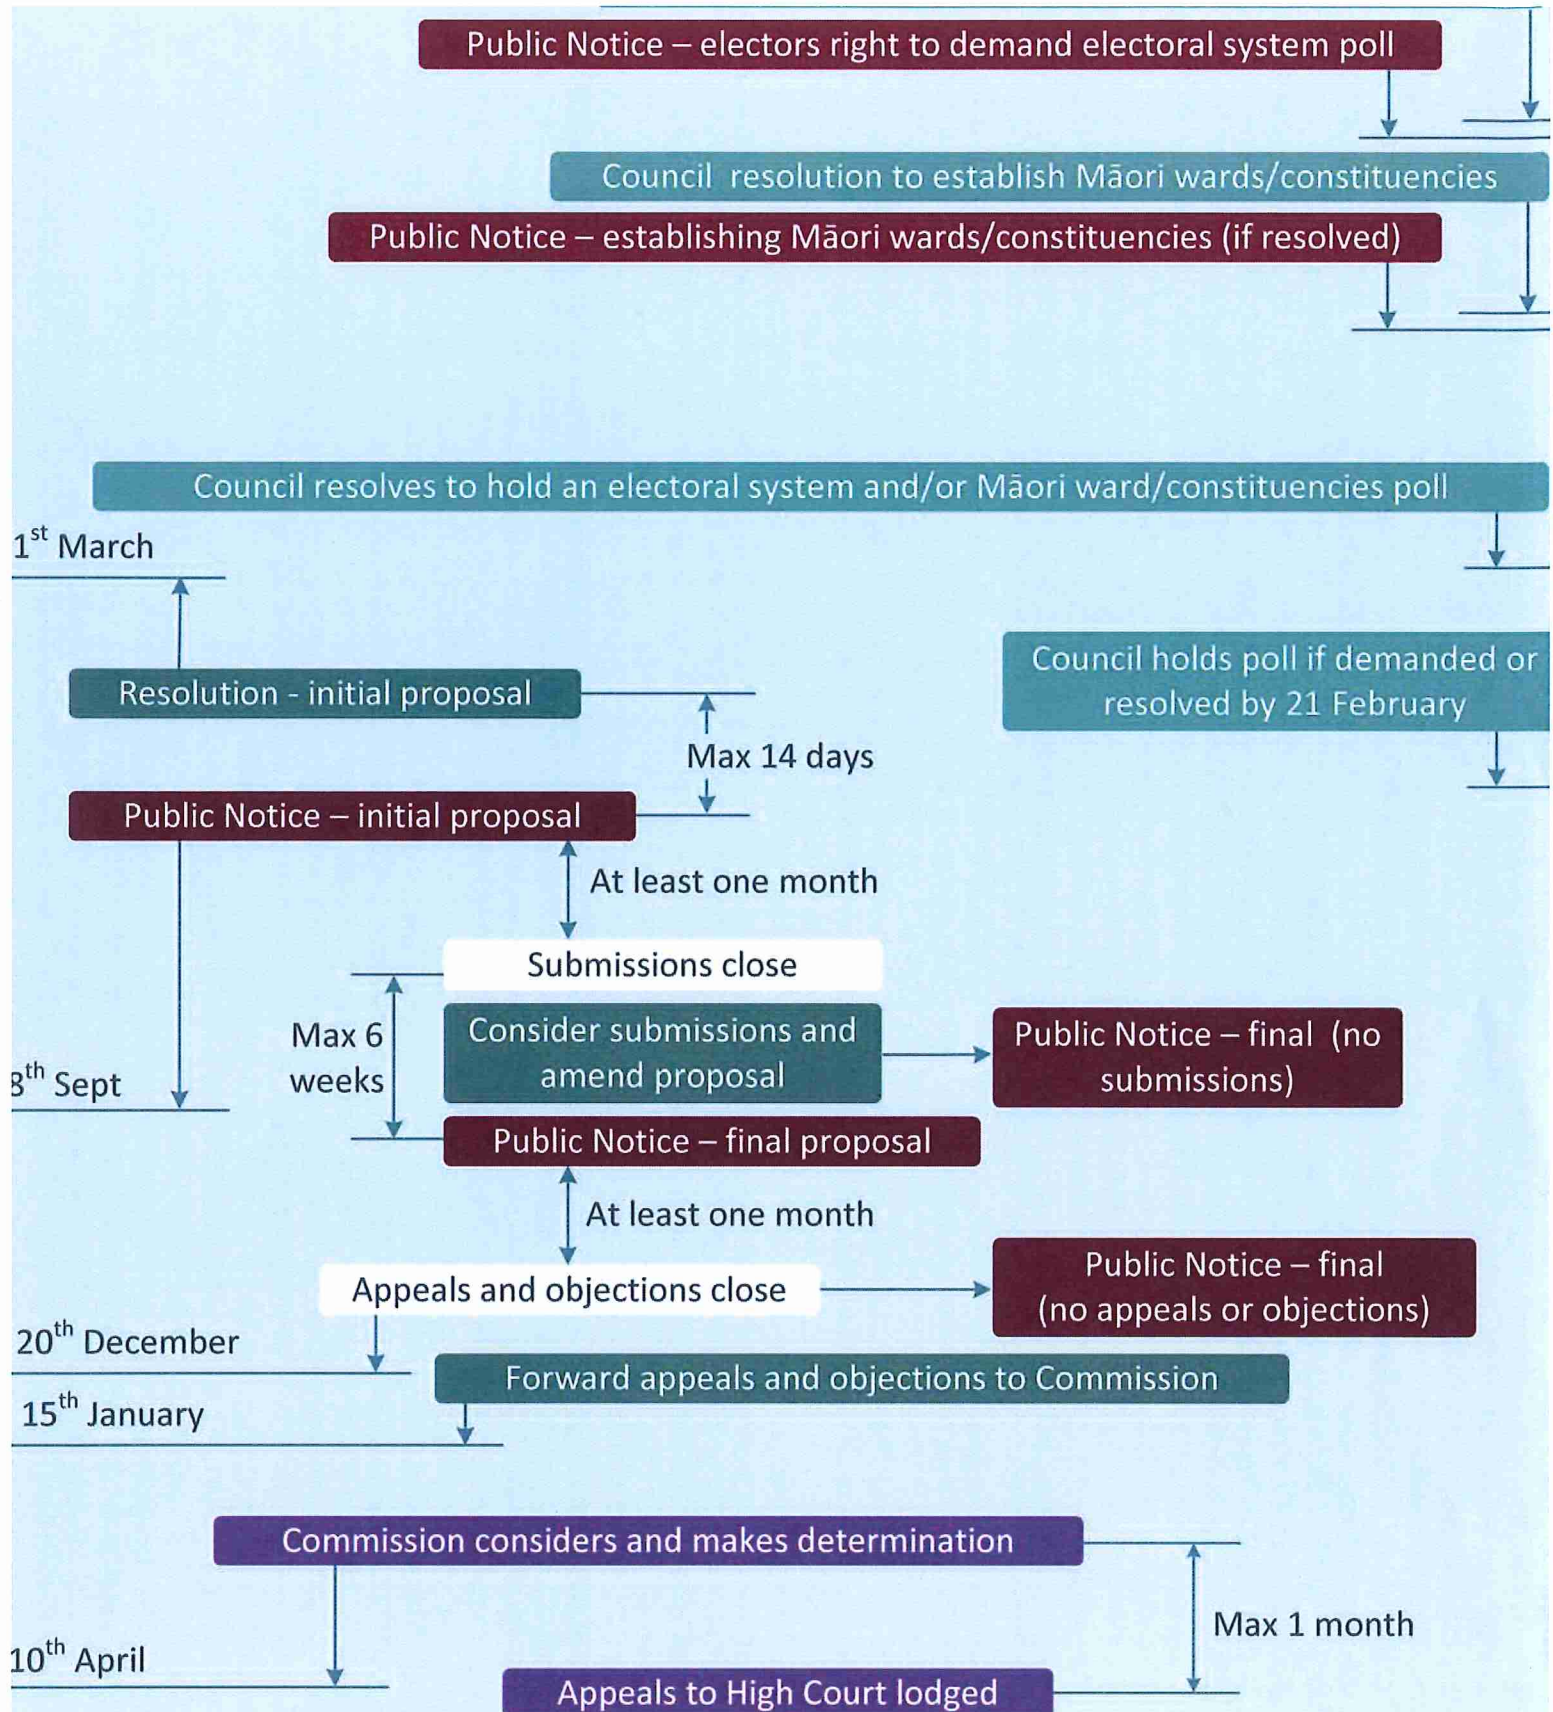 Public Notice – electors right to demand electoral system poll
Council resolution to establish Māori wards/constituencies
Public Notice – establishing Māori wards/constituencies (if resolved)
Council resolves to hold an electoral system and/or Māori ward/constituencies poll
1st March
Council holds poll if demanded or
resolved by 21 February
Resolution - initial proposal
Max 14 days
Public Notice – initial proposal
At least one month
Submissions close
Max 6
weeks
Consider submissions and
amend proposal
Public Notice – final (no
submissions)
8th Sept
Public Notice – final proposal
At least one month
Appeals and objections close
Public Notice – final
(no appeals or objections)
20th December
Forward appeals and objections to Commission
15th January
Commission considers and makes determination
Max 1 month
10th April
Appeals to High Court lodged